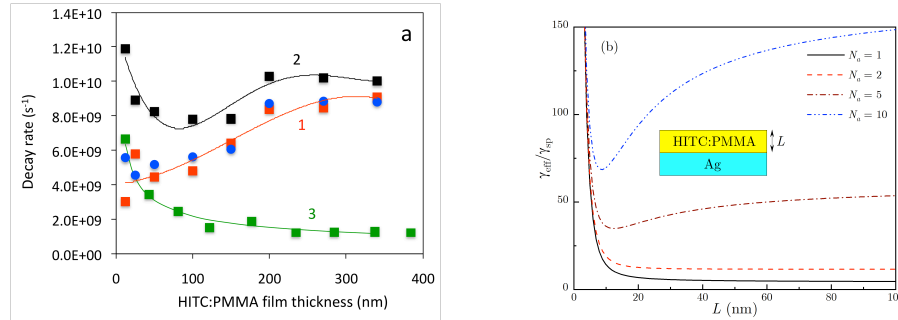 a
1.4E+10
1.2E+10
1.0E+10
8.0E+09
6.0E+09
4.0E+09
2.0E+09
0.0E+00
Decay rate (s⁻¹)
2
1
3
0 100 200 300 400
HITC:PMMA film thickness (nm)
(b)
150
100
50
0
γeff/γsp
Nₐ = 1
Nₐ = 2
Nₐ = 5
Nₐ = 10
HITC:PMMA
L
Ag
0 20 40 60 80 10
L (nm)